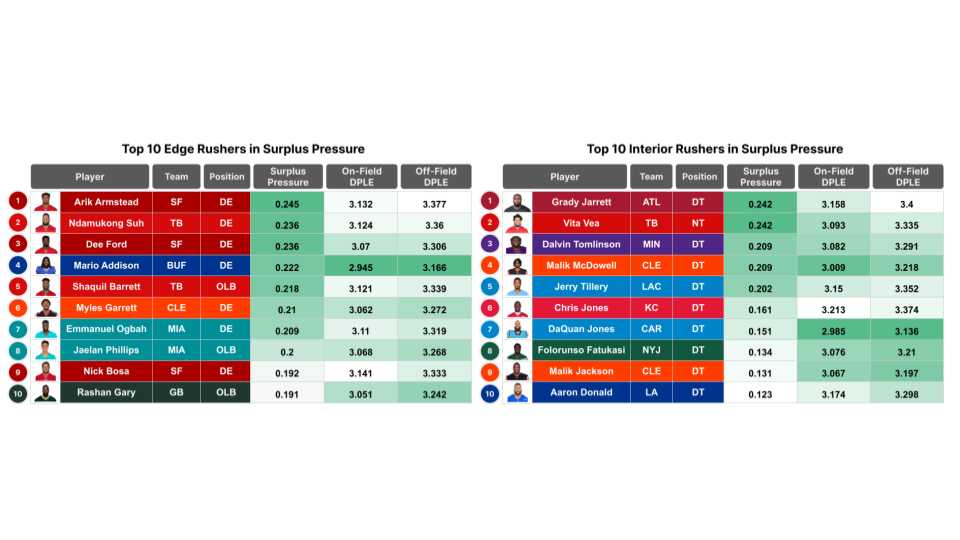 Top 10 Edge Rushers in Surplus Pressure
Player Team Position Surplus Pressure On-Field DPLE Off-Field DPLE
1 Arik Armstead SF DE 0.245 3.132 3.377
2 Ndamukong Suh TB DE 0.236 3.124 3.36
3 Dee Ford SF DE 0.236 3.07 3.306
4 Mario Addison BUF DE 0.222 2.945 3.166
5 Shaquil Barrett TB OLB 0.218 3.121 3.339
6 Myles Garrett CLE DE 0.21 3.062 3.272
7 Emmanuel Ogbah MIA DE 0.209 3.11 3.319
8 Jaelan Phillips MIA OLB 0.2 3.068 3.268
9 Nick Bosa SF DE 0.192 3.141 3.333
10 Rashan Gary GB OLB 0.191 3.051 3.242
Top 10 Interior Rushers in Surplus Pressure
Player Team Position Surplus Pressure On-Field DPLE Off-Field DPLE
1 Grady Jarrett ATL DT 0.242 3.158 3.4
2 Vita Vea TB NT 0.242 3.093 3.335
3 Dalvin Tomlinson MIN DT 0.209 3.082 3.291
4 Malik McDowell CLE DT 0.209 3.009 3.218
5 Jerry Tillery LAC DT 0.202 3.15 3.352
6 Chris Jones KC DT 0.161 3.213 3.374
7 DaQuan Jones CAR DT 0.151 2.985 3.136
8 Folorunso Fatukasi NYJ DT 0.134 3.076 3.21
9 Malik Jackson CLE DT 0.131 3.067 3.197
10 Aaron Donald LA DT 0.123 3.174 3.298